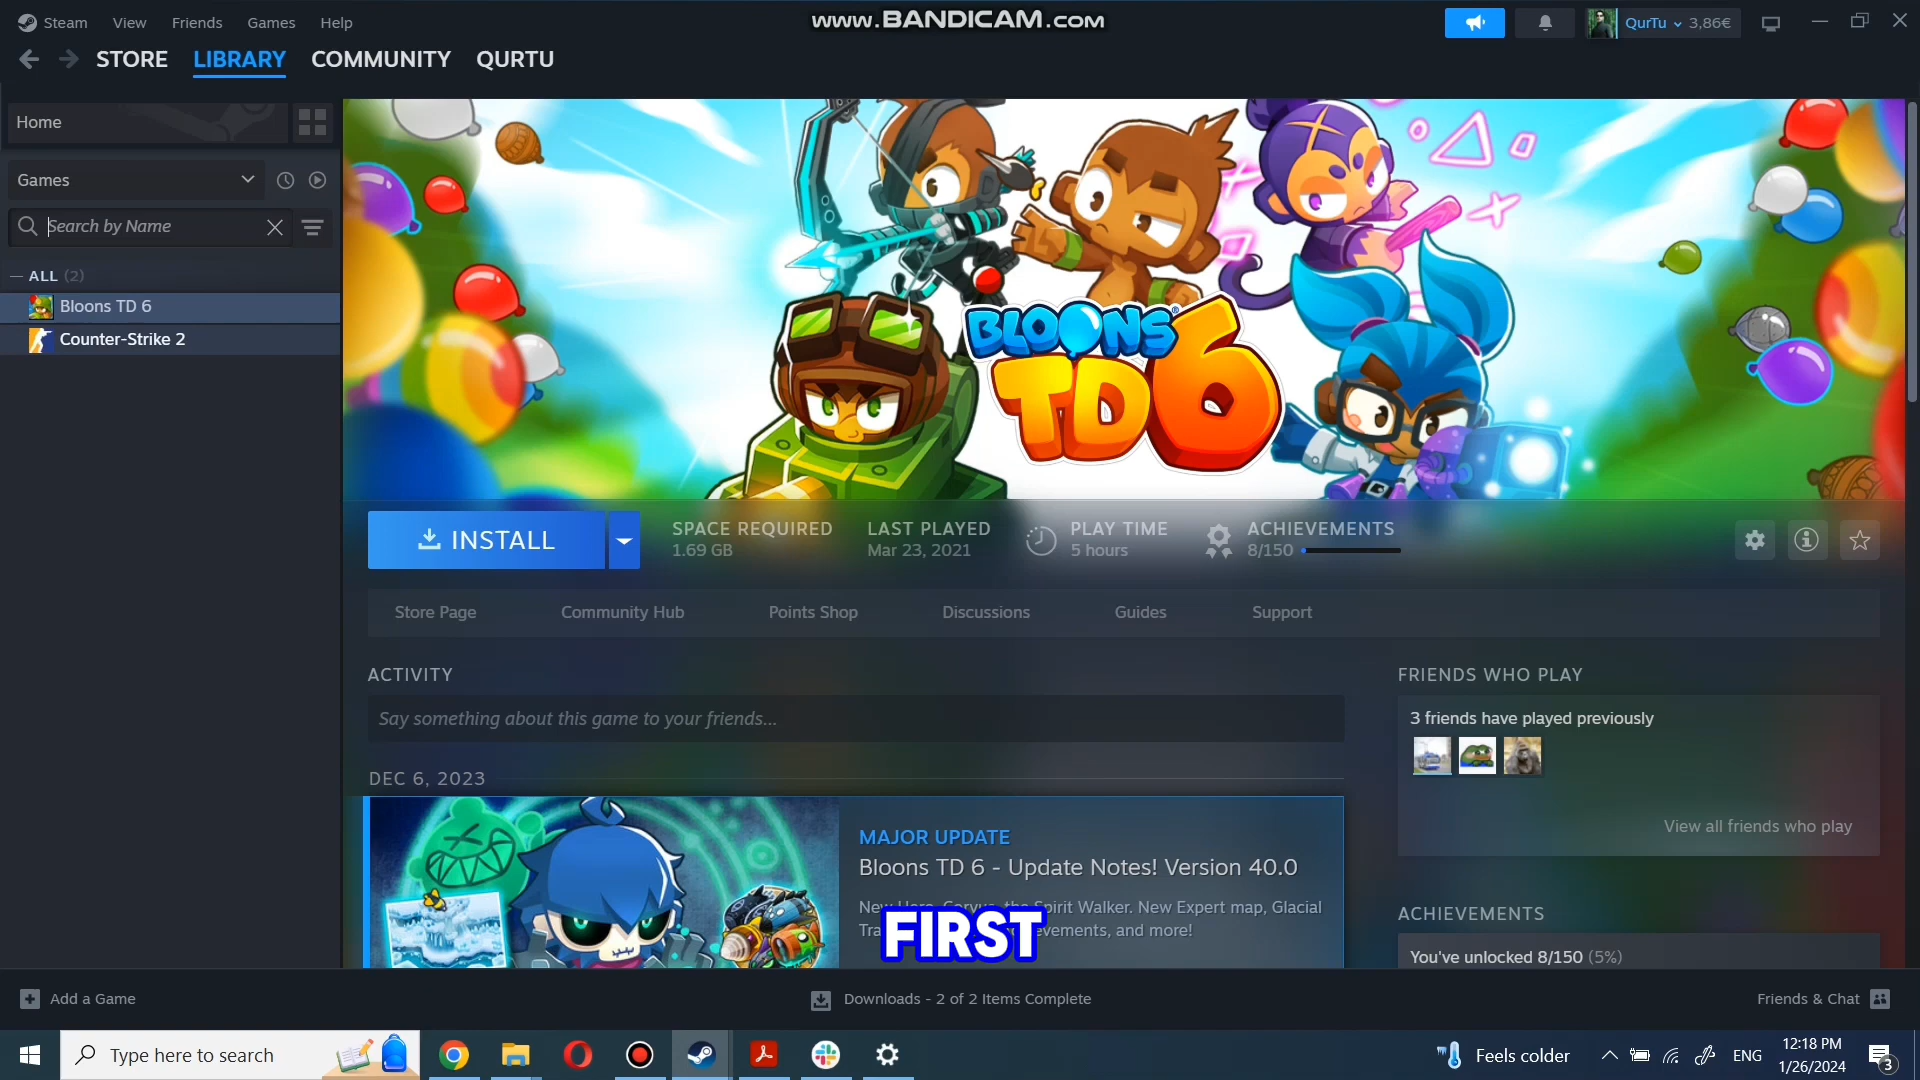 Steam View Friends Games Help
www.BANDICAM.com
QurTu 3,86€
STORE LIBRARY COMMUNITY QURTU
Home
Games
Search by Name
— ALL (2)
Bloons TD 6
Counter-Strike 2
BLOONS
TD6
INSTALL
SPACE REQUIRED
1.69 GB
LAST PLAYED
Mar 23, 2021
PLAY TIME
5 hours
ACHIEVEMENTS
8/150
Store Page Community Hub Points Shop Discussions Guides Support
ACTIVITY
Say something about this game to your friends...
DEC 6, 2023
MAJOR UPDATE
Bloons TD 6 - Update Notes! Version 40.0
New Spirit Walker. New Expert map, Glacial
and more!
FIRST
FRIENDS WHO PLAY
3 friends have played previously
View all friends who play
ACHIEVEMENTS
You've unlocked 8/150 (5%)
Add a Game
Downloads - 2 of 2 Items Complete
Friends & Chat
Type here to search
Feels colder
ENG
12:18 PM
1/26/2024
3